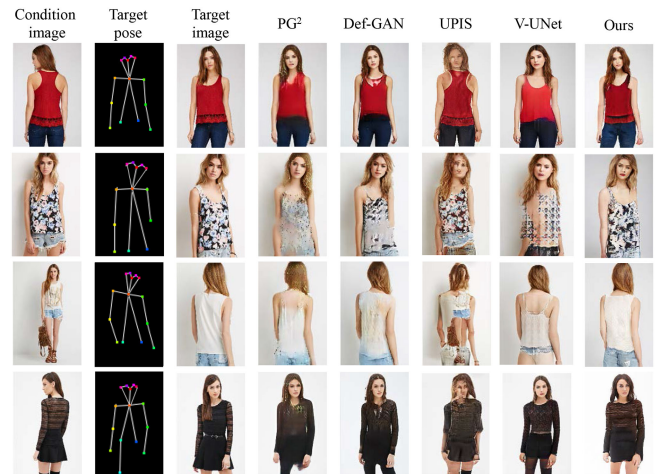 Condition image
Target pose
Target image
PG²
Def-GAN
UPIS
V-UNet
Ours